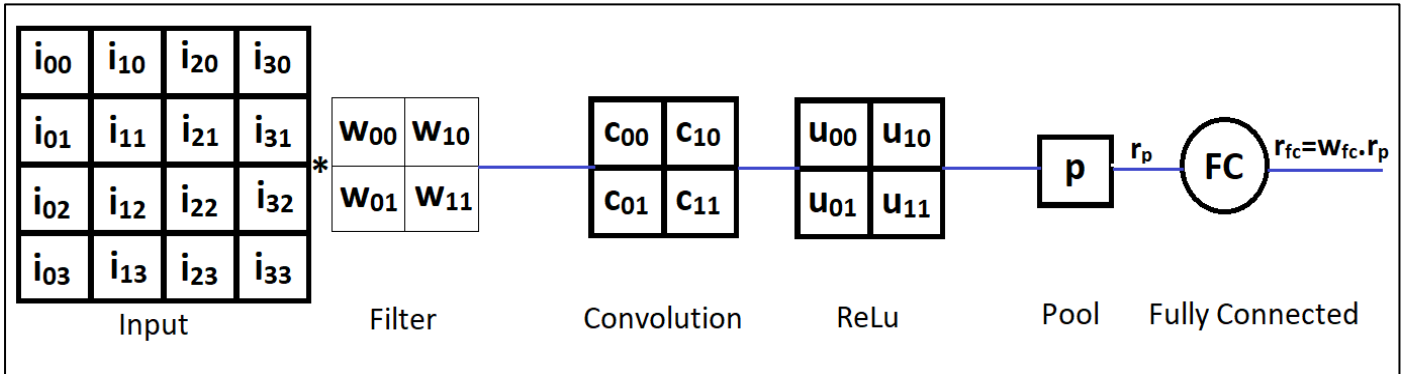 i₀₀ i₁₀ i₂₀ i₃₀
i₀₁ i₁₁ i₂₁ i₃₁
i₀₂ i₁₂ i₂₂ i₃₂
i₀₃ i₁₃ i₂₃ i₃₃
Input
*
w₀₀ w₁₀
w₀₁ w₁₁
Filter
c₀₀ c₁₀
c₀₁ c₁₁
Convolution
u₀₀ u₁₀
u₀₁ u₁₁
ReLu
p
Pool
rₚ
FC
r_fc=w_fc.rₚ
Fully Connected